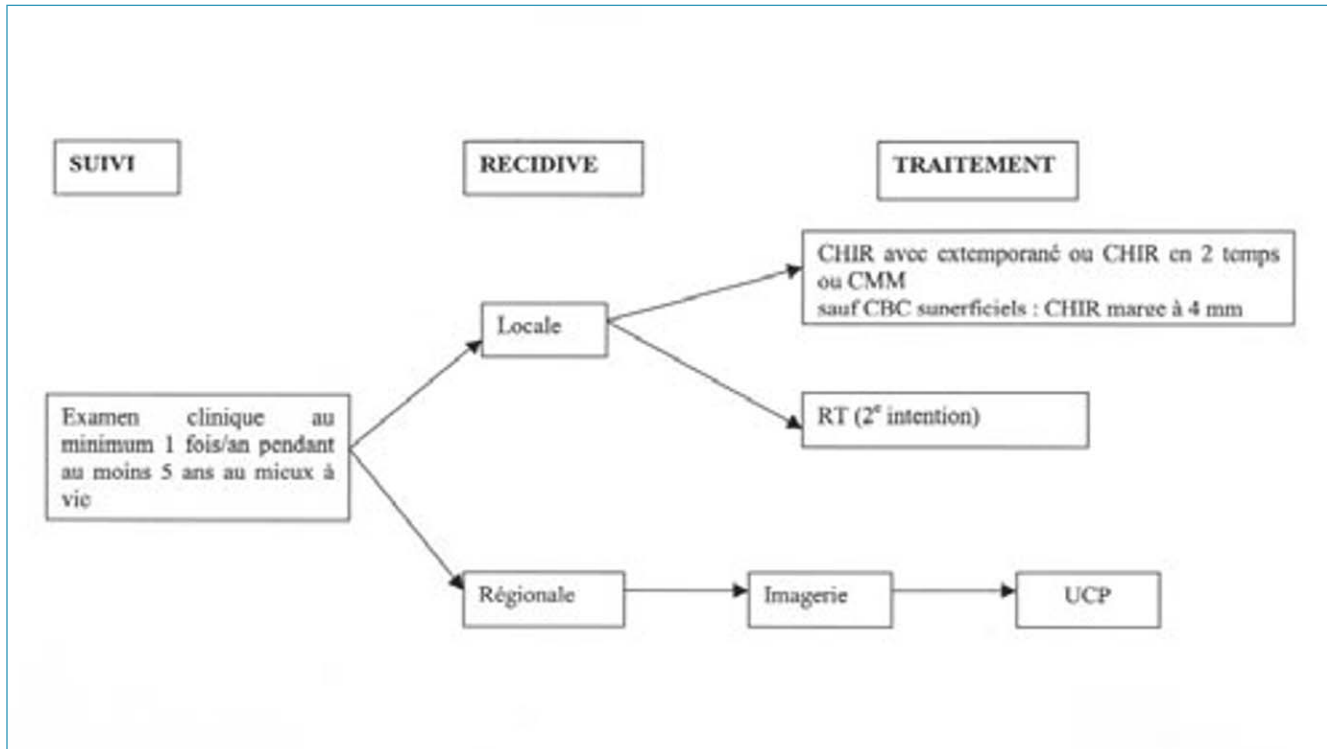 SUIVI
RECIDIVE
TRAITEMENT
CHIR avec extemporané ou CHIR en 2 temps
ou CMM
sauf CBC superficiels : CHIR marge à 4 mm
Locale
RT (2e intention)
Examen clinique au
minimum 1 fois/an pendant
au moins 5 ans au mieux à
vie
Régionale
Imagerie
UCP